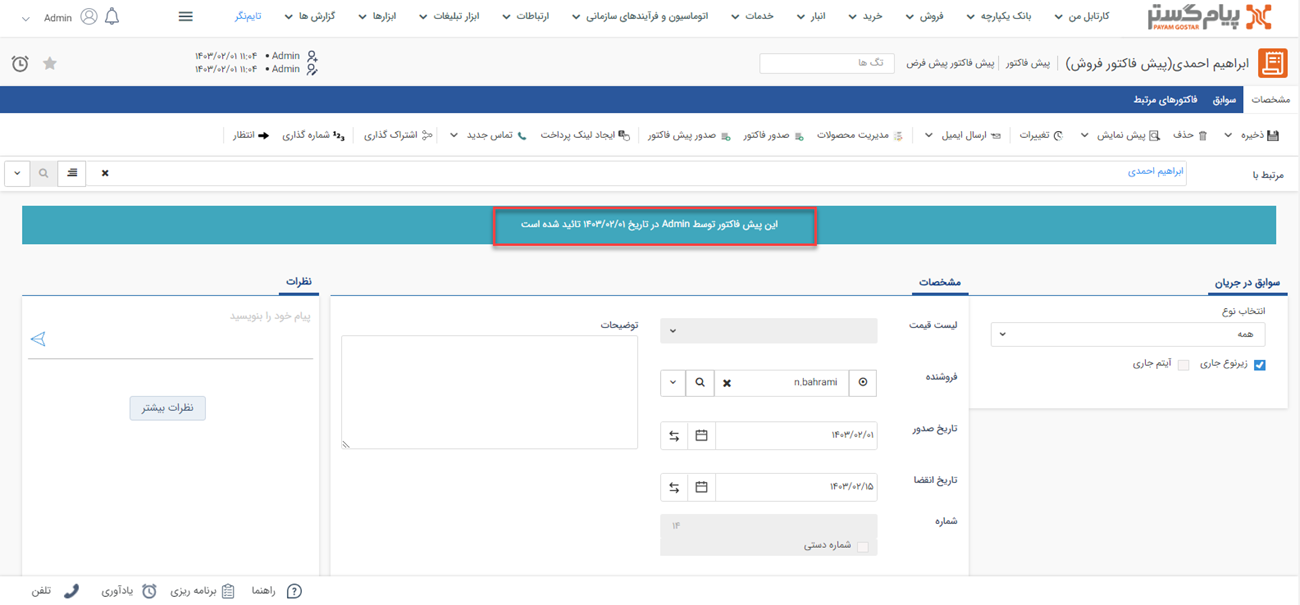 پیام گستر
PAYAM GOSTAR
کارتابل من
بانک یکپارچه
فروش
خرید
انبار
خدمات
اتوماسیون و فرآیندهای سازمانی
ارتباطات
ابزار تبلیغات
ابزارها
گزارش ها
تایم‌نگر
Admin
ابراهیم احمدی(پیش فاکتور فروش)
پیش فاکتور
پیش فاکتور پیش فرض
تگ ها
Admin • ۱۴۰۳/۰۲/۰۱ ۱۱:۰۴
Admin • ۱۴۰۳/۰۲/۰۱ ۱۱:۰۴
مشخصات
سوابق
فاکتورهای مرتبط
ذخیره
حذف
پیش نمایش
تغییرات
ارسال ایمیل
مدیریت محصولات
صدور فاکتور
صدور پیش فاکتور
ایجاد لینک پرداخت
تماس جدید
اشتراک گذاری
شماره گذاری
انتظار
مرتبط با
ابراهیم احمدی
این پیش فاکتور توسط Admin در تاریخ ۱۴۰۳/۰۲/۰۱ تائید شده است
سوابق در جریان
انتخاب نوع
همه
زیرنوع جاری
آیتم جاری
مشخصات
لیست قیمت
فروشنده
n.bahrami
تاریخ صدور
۱۴۰۳/۰۲/۰۱
تاریخ انقضا
۱۴۰۳/۰۲/۱۵
شماره
۱۴
شماره دستی
توضیحات
نظرات
پیام خود را بنویسید
نظرات بیشتر
راهنما
برنامه ریزی
یادآوری
تلفن